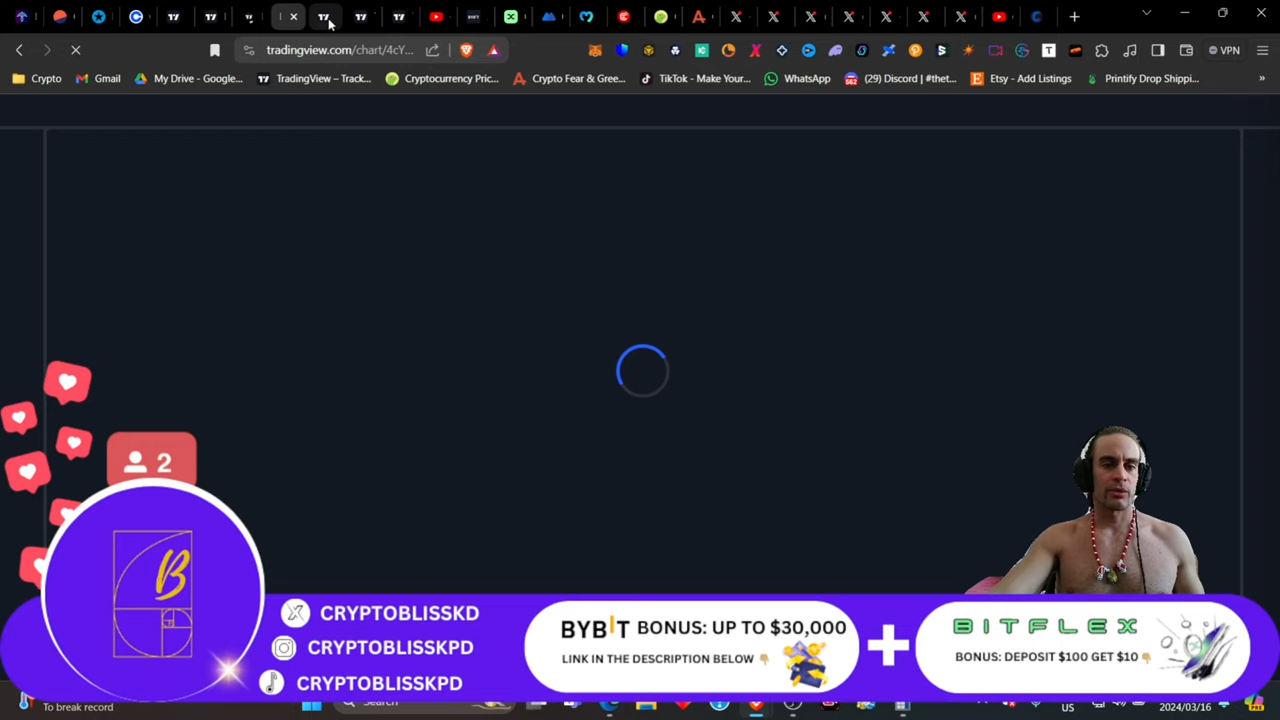 tradingview.com/chart/4cY...
VPN
Crypto
Gmail
My Drive - Google...
TradingView – Track...
Cryptocurrency Pric...
Crypto Fear & Gree...
TikTok - Make Your...
WhatsApp
(29) Discord | #thet...
Etsy - Add Listings
Printify Drop Shippi...
2
B
CRYPTOBLISSKD
CRYPTOBLISSKPD
CRYPTOBLISSKPD
BYBIT BONUS: UP TO $30,000
LINK IN THE DESCRIPTION BELOW
BITFLEX
BONUS: DEPOSIT $100 GET $10
To break record
Search
US
2024/03/16